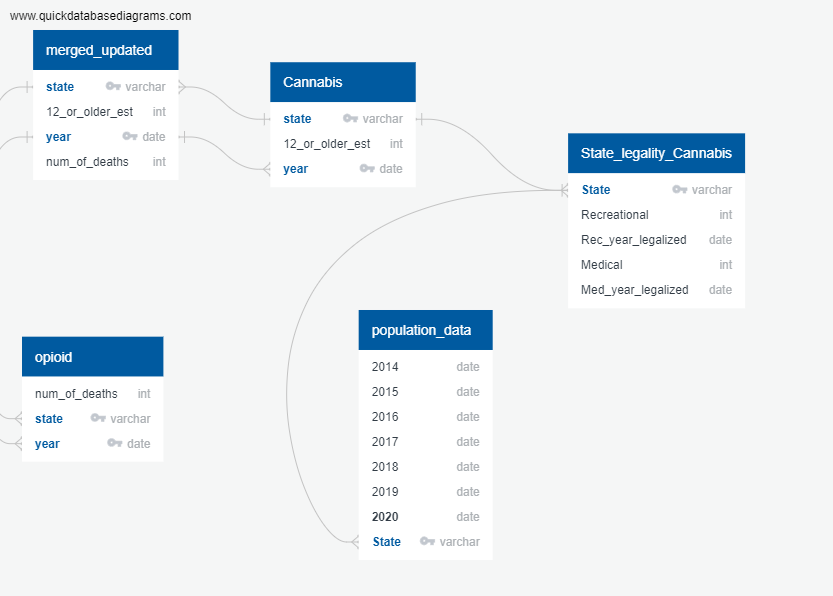 www.quickdatabasediagrams.com
merged_updated
state varchar
12_or_older_est int
year date
num_of_deaths int
Cannabis
state varchar
12_or_older_est int
year date
State_legality_Cannabis
State varchar
Recreational int
Rec_year_legalized date
Medical int
Med_year_legalized date
population_data
2014 date
2015 date
2016 date
2017 date
2018 date
2019 date
2020 date
State varchar
opioid
num_of_deaths int
state varchar
year date